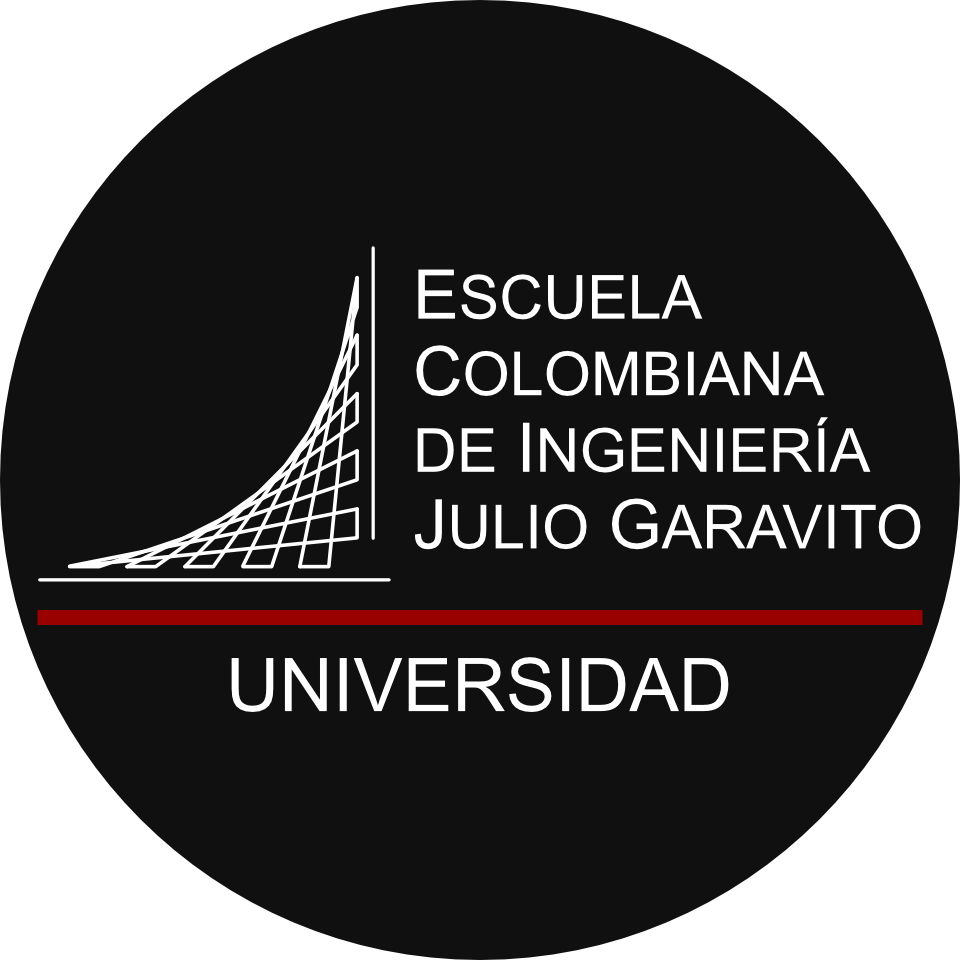 ESCUELA
COLOMBIANA
DE INGENIERÍA
JULIO GARAVITO
UNIVERSIDAD